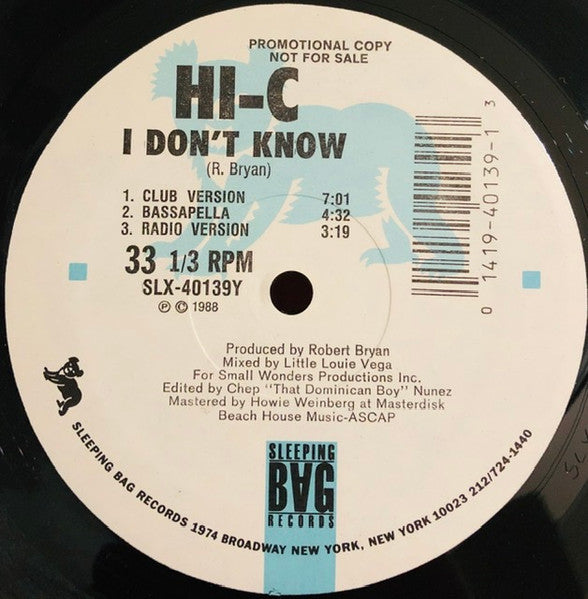 PROMOTIONAL COPY
NOT FOR SALE
HI-C
I DON'T KNOW
(R. Bryan)
1. CLUB VERSION 7:01
2. BASSAPELLA 4:32
3. RADIO VERSION 3:19
33 1/3 RPM
SLX-40139Y
℗ © 1988
0 1419-40139-1 3
Produced by Robert Bryan
Mixed by Little Louie Vega
For Small Wonders Productions Inc.
Edited by Chep "That Dominican Boy" Nunez
Mastered by Howie Weinberg at Masterdisk
Beach House Music-ASCAP
SLEEPING
BAG
RECORDS
SLEEPING BAG RECORDS 1974 BROADWAY NEW YORK, NEW YORK 10023 212/724-1440